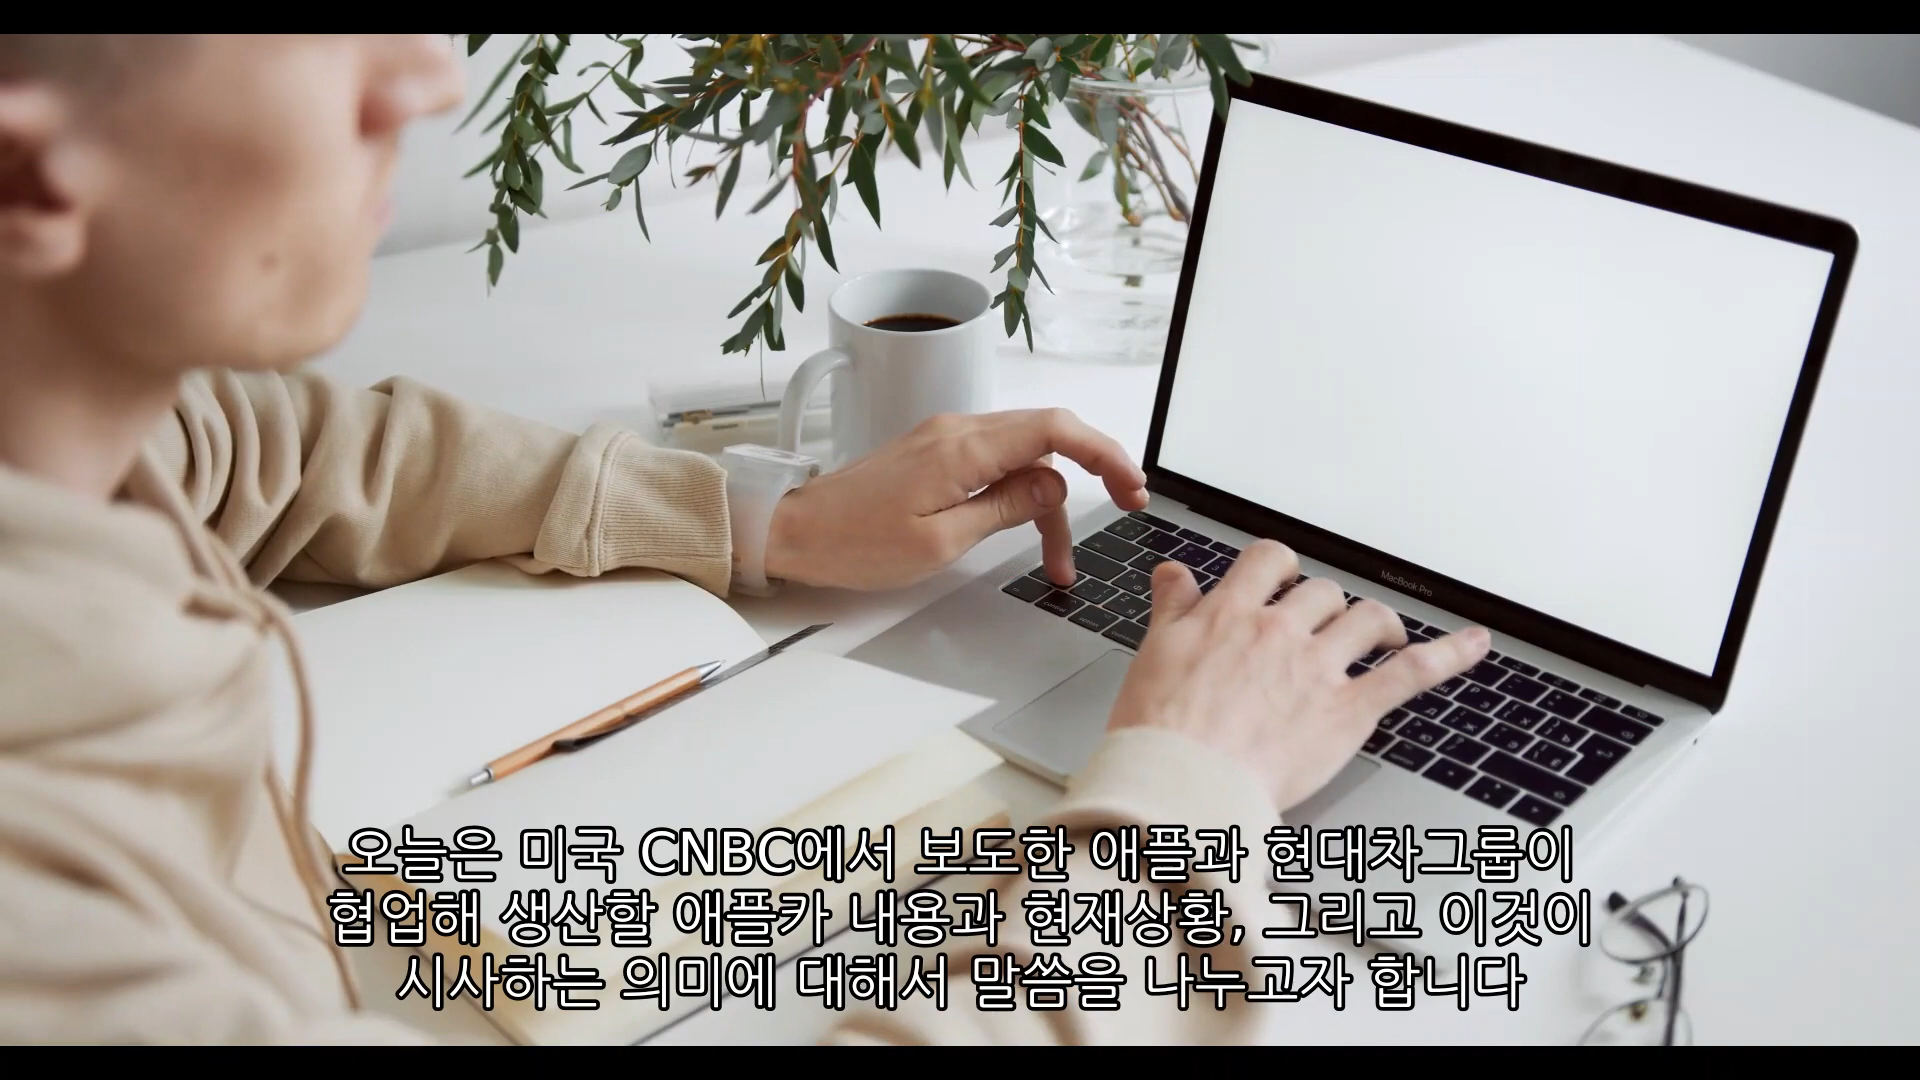 MacBook Pro
오늘은 미국 CNBC에서 보도한 애플과 현대차그룹이
협업해 생산할 애플카 내용과 현재상황, 그리고 이것이
시사하는 의미에 대해서 말씀을 나누고자 합니다